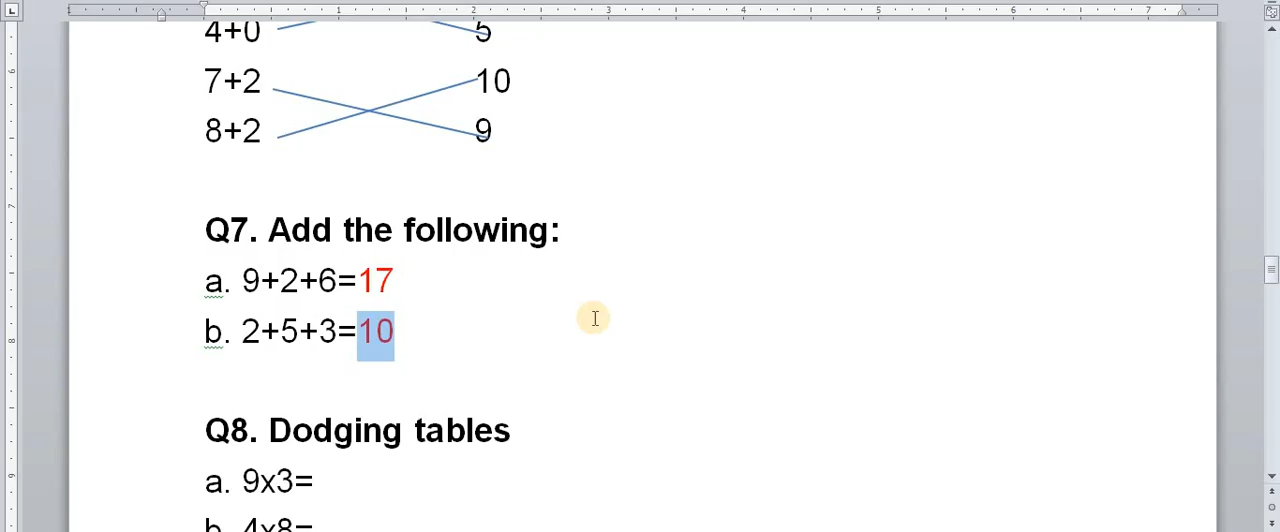 4+0 5
7+2 10
8+2 9
Q7. Add the following:
a. 9+2+6=17
b. 2+5+3=10
Q8. Dodging tables
a. 9x3=
b. 4x8=